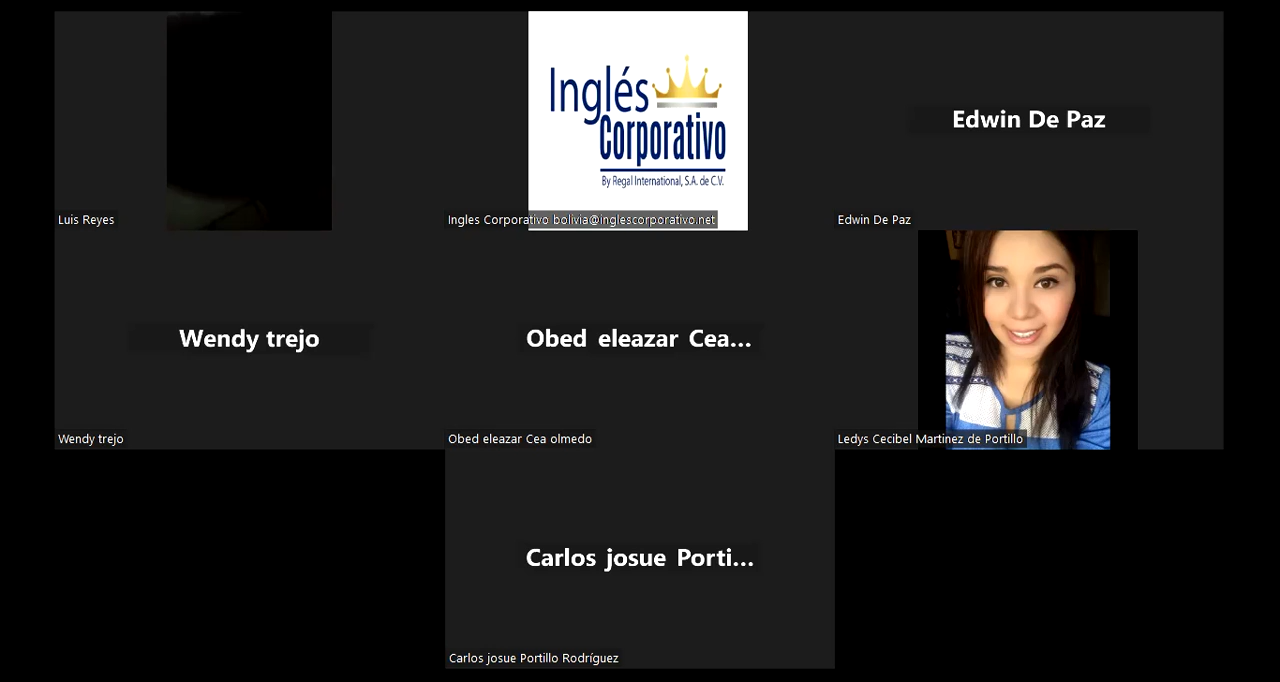 Inglés
Corporativo
By Regal International, S.A. de C.V.
Edwin De Paz
Luis Reyes
Ingles Corporativo bolivia@inglescorporativo.net
Edwin De Paz
Wendy trejo
Obed eleazar Cea...
Wendy trejo
Obed eleazar Cea olmedo
Ledys Cecibel Martinez de Portillo
Carlos josue Porti...
Carlos josue Portillo Rodríguez